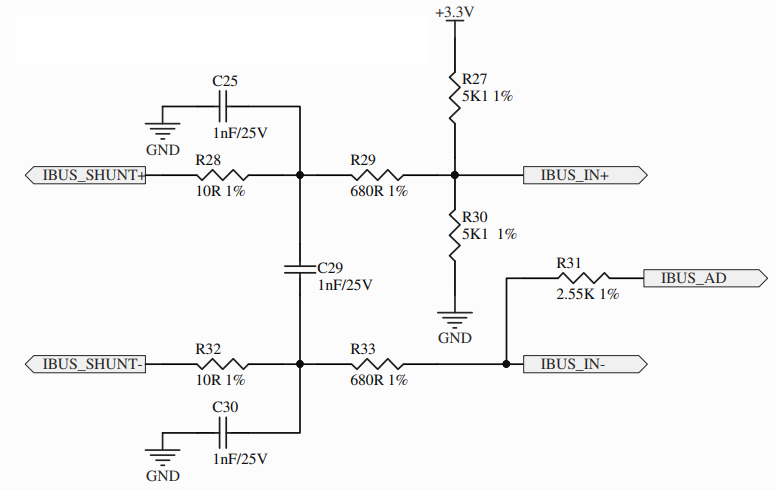 +3.3V
C25
R27
5K1 1%
1nF/25V
GND
R28
R29
IBUS_SHUNT+
IBUS_IN+
10R 1%
680R 1%
R30
5K1  1%
C29
1nF/25V
R31
IBUS_AD
2.55K 1%
GND
R32
R33
IBUS_SHUNT-
IBUS_IN-
10R 1%
680R 1%
C30
1nF/25V
GND